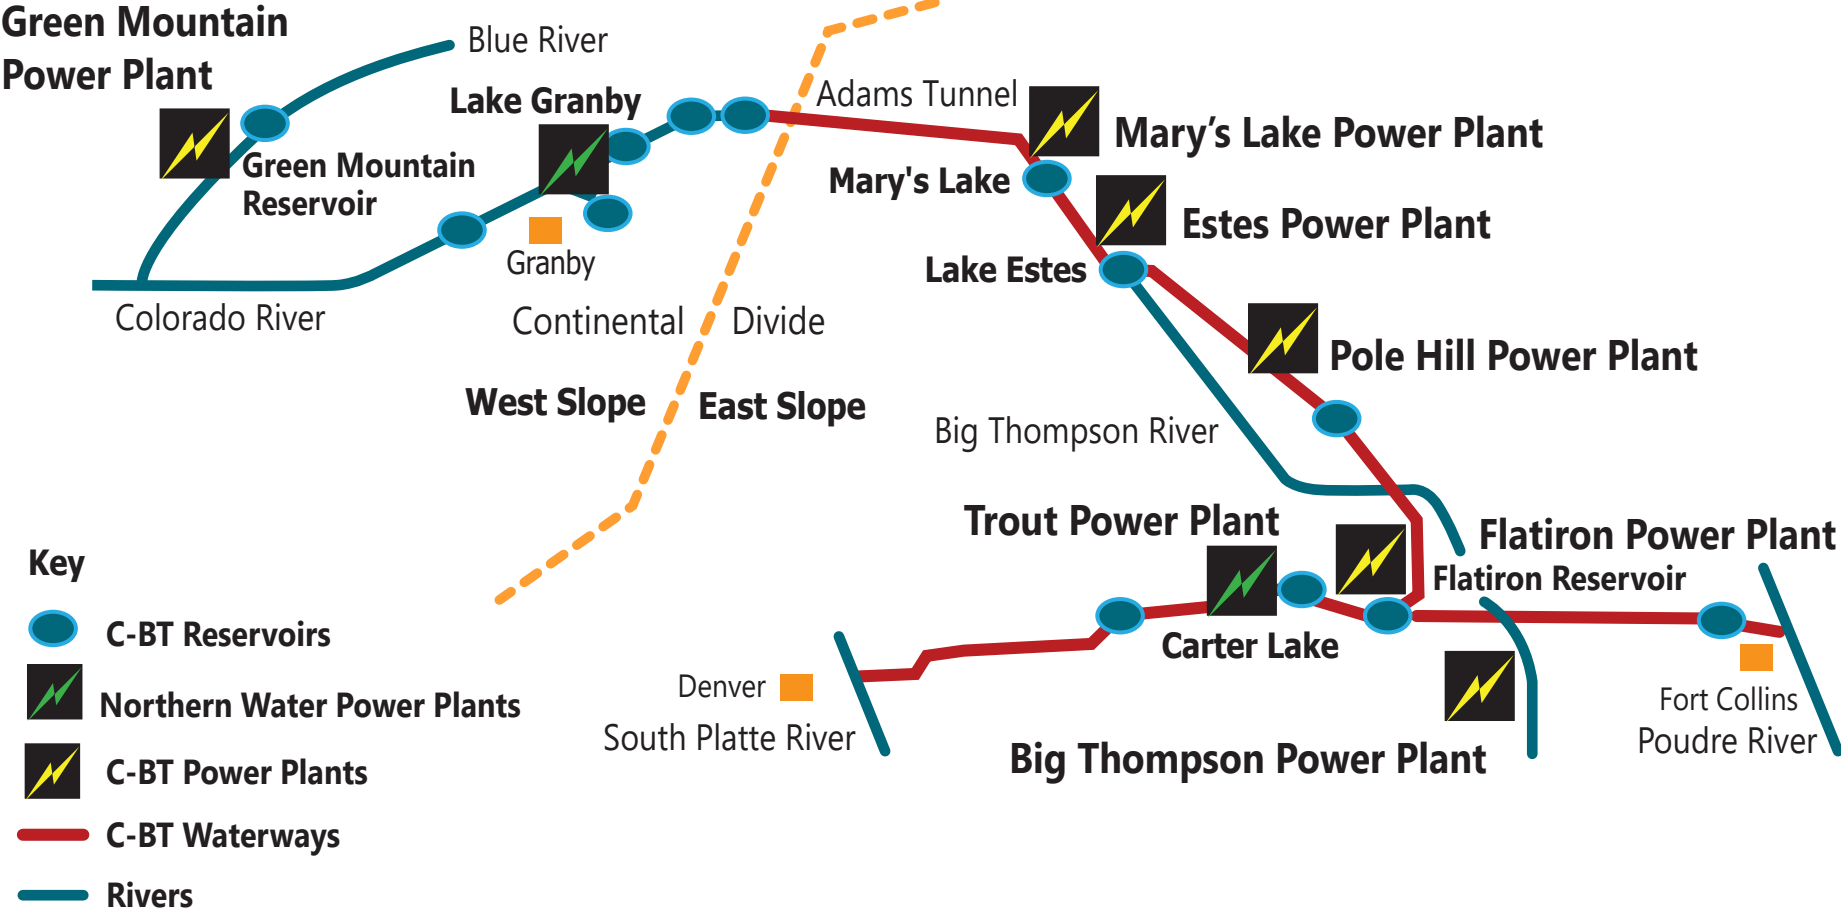 Green Mountain
Power Plant
Blue River
Lake Granby
Adams Tunnel
Mary’s Lake Power Plant
Green Mountain
Reservoir
Mary's Lake
Estes Power Plant
Granby
Lake Estes
Colorado River
Continental Divide
Pole Hill Power Plant
West Slope
East Slope
Big Thompson River
Trout Power Plant
Flatiron Power Plant
Flatiron Reservoir
Carter Lake
Denver
South Platte River
Big Thompson Power Plant
Fort Collins
Poudre River
Key
C-BT Reservoirs
Northern Water Power Plants
C-BT Power Plants
C-BT Waterways
Rivers